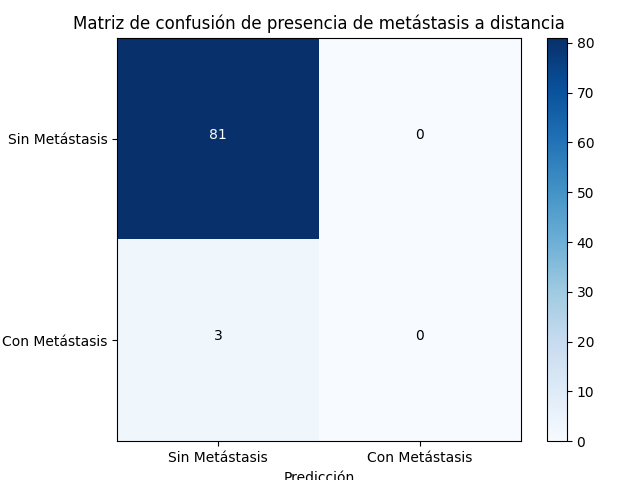 Matriz de confusión de presencia de metástasis a distancia
Sin Metástasis
81
0
Con Metástasis
3
0
Sin Metástasis
Con Metástasis
Predicción
80
70
60
50
40
30
20
10
0